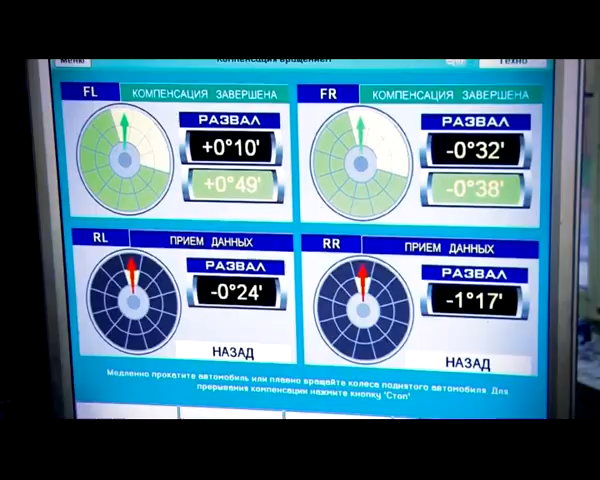 Меню
Компенсация вращением
Техно
FL
КОМПЕНСАЦИЯ ЗАВЕРШЕНА
РАЗВАЛ
+0°10'
+0°49'
FR
КОМПЕНСАЦИЯ ЗАВЕРШЕНА
РАЗВАЛ
-0°32'
-0°38'
RL
ПРИЕМ ДАННЫХ
РАЗВАЛ
-0°24'
НАЗАД
RR
ПРИЕМ ДАННЫХ
РАЗВАЛ
-1°17'
НАЗАД
Медленно прокатите автомобиль или плавно вращайте колеса поднятого автомобиля. Для
прерывания компенсации нажмите кнопку 'Стоп'